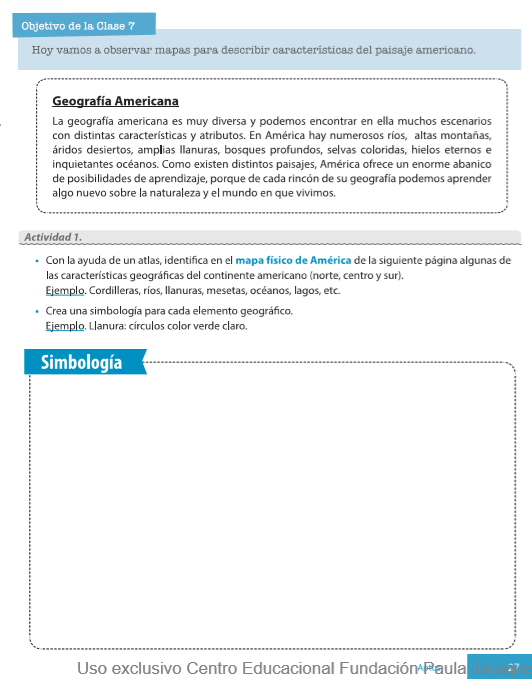 Objetivo de la Clase 7
Hoy vamos a observar mapas para describir características del paisaje americano.
Geografía Americana
La geografía americana es muy diversa y podemos encontrar en ella muchos escenarios
con distintas características y atributos. En América hay numerosos ríos, altas montañas,
áridos desiertos, amplias llanuras, bosques profundos, selvas coloridas, hielos eternos e
inquietantes océanos. Como existen distintos paisajes, América ofrece un enorme abanico
de posibilidades de aprendizaje, porque de cada rincón de su geografía podemos aprender
algo nuevo sobre la naturaleza y el mundo en que vivimos.
Actividad 1.
• Con la ayuda de un atlas, identifica en el mapa físico de América de la siguiente página algunas de
las características geográficas del continente americano (norte, centro y sur).
Ejemplo. Cordilleras, ríos, llanuras, mesetas, océanos, lagos, etc.
• Crea una simbología para cada elemento geográfico.
Ejemplo. Llanura: círculos color verde claro.
Simbología
Uso exclusivo Centro Educacional Fundación Paula
27